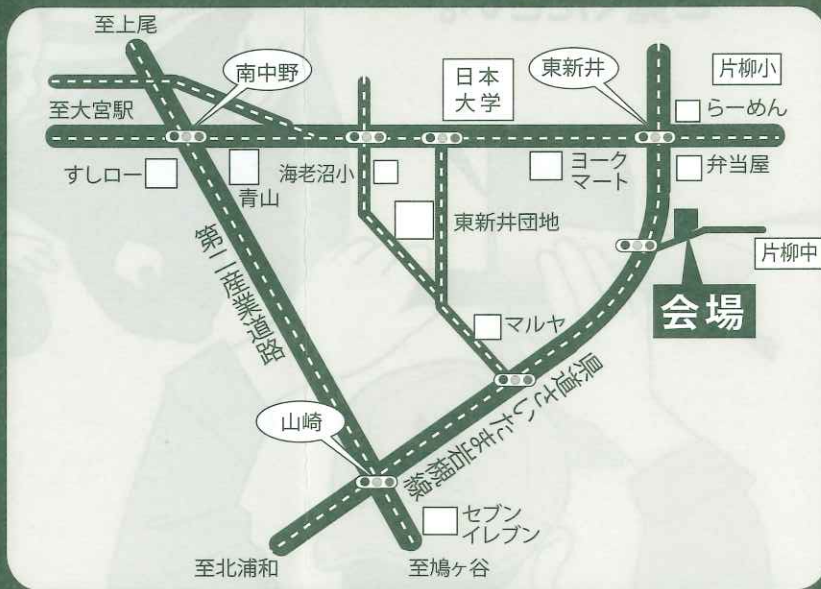 至上尾
南中野
日本
大学
東新井
片柳小
らーめん
至大宮駅
すしロー
青山
海老沼小
ヨーク
マート
弁当屋
東新井団地
片柳中
会場
第二産業道路
マルヤ
県道さいたま岩槻線
山崎
セブン
イレブン
至北浦和
至鳩ヶ谷